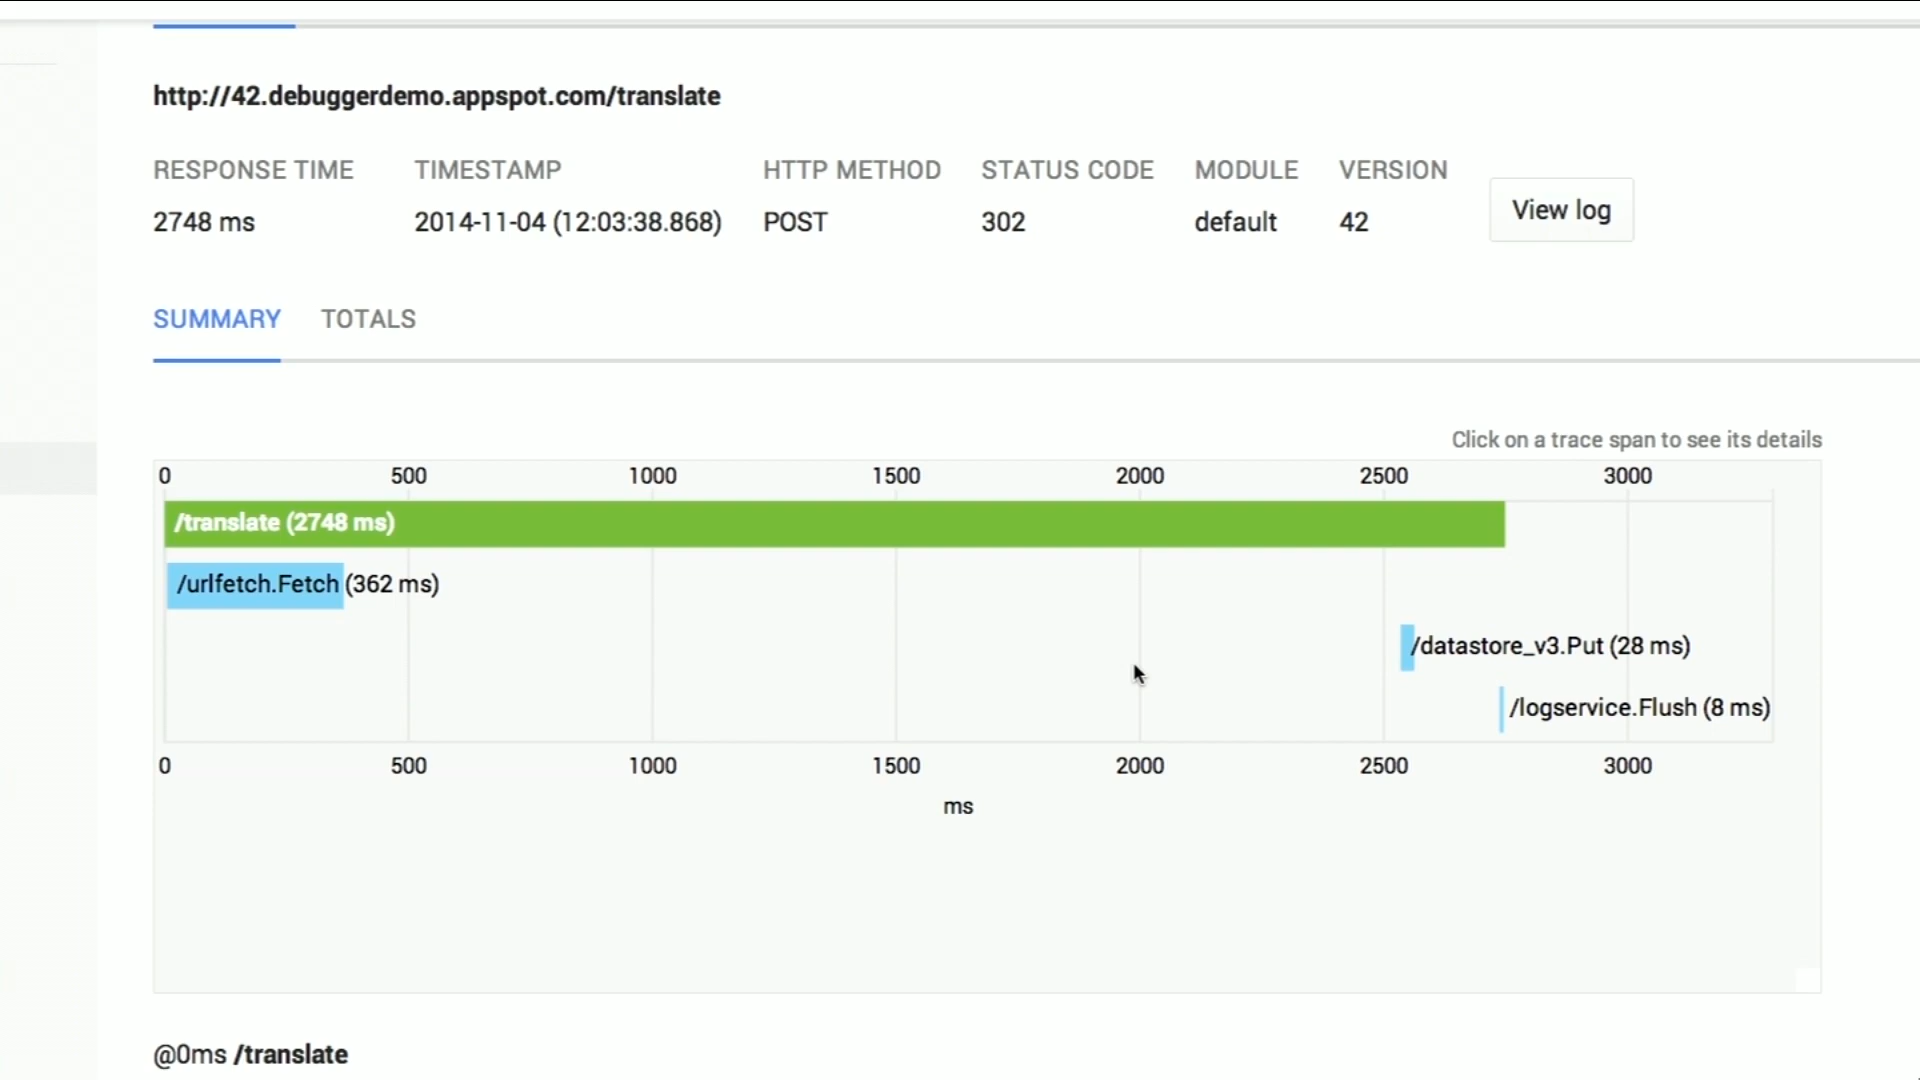 http://42.debuggerdemo.appspot.com/translate
RESPONSE TIME TIMESTAMP HTTP METHOD STATUS CODE MODULE VERSION
2748 ms 2014-11-04 (12:03:38.868) POST 302 default 42
View log
SUMMARY TOTALS
Click on a trace span to see its details
0 500 1000 1500 2000 2500 3000
/translate (2748 ms)
/urlfetch.Fetch (362 ms)
/datastore_v3.Put (28 ms)
/logservice.Flush (8 ms)
0 500 1000 1500 2000 2500 3000
ms
@0ms /translate